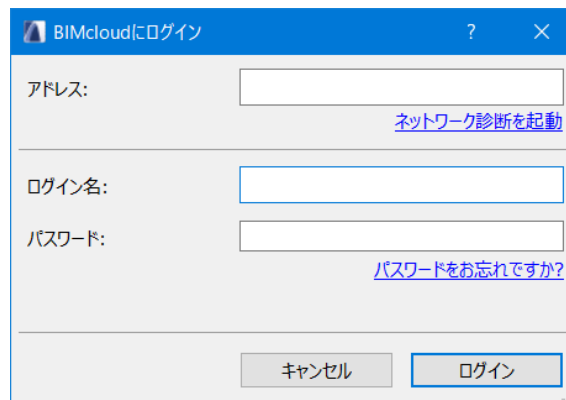 BIMcloudにログイン
アドレス:
ネットワーク診断を起動
ログイン名:
パスワード:
パスワードをお忘れですか?
キャンセル
ログイン